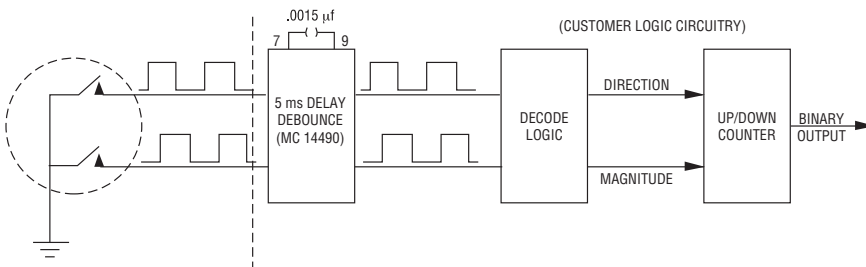 .0015 µf
7 9
(CUSTOMER LOGIC CIRCUITRY)
5 ms DELAY
DEBOUNCE
(MC 14490)
DECODE
LOGIC
DIRECTION
MAGNITUDE
UP/DOWN
COUNTER
BINARY
OUTPUT